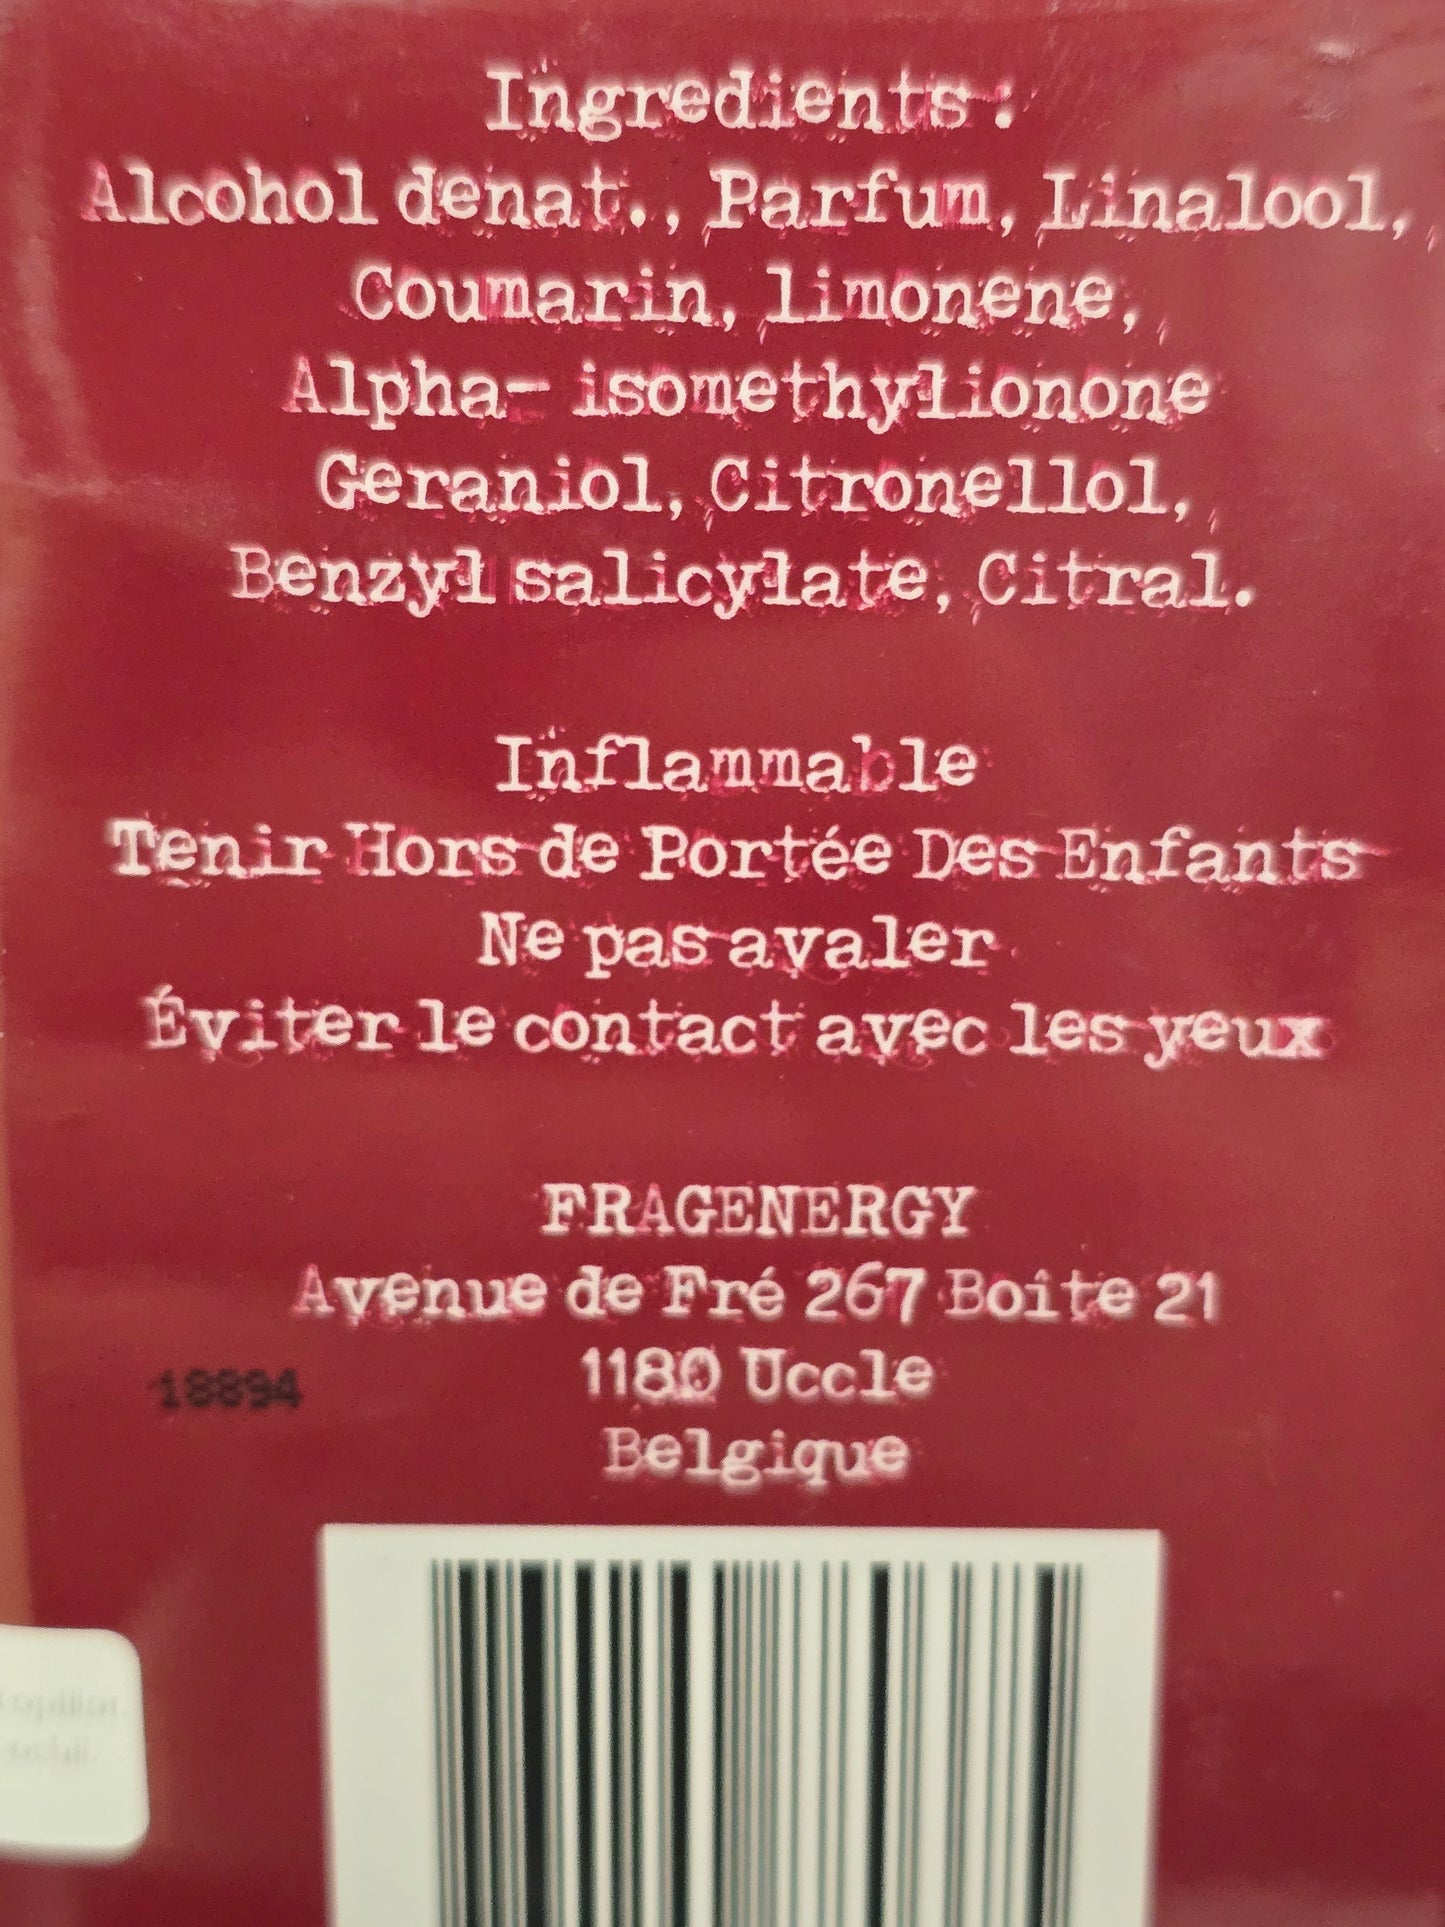 Ingredients :
Alcohol denat., Parfum, Linalool,
Coumarin, limonene,
Alpha- isomethylionone
Geraniol, Citronellol,
Benzyl salicylate, Citral.
Inflammable
Tenir Hors de Portée Des Enfants
Ne pas avaler
Éviter le contact avec les yeux
FRAGENERGY
Avenue de Fré 267 Boite 21
1180 Uccle
Belgique
18894